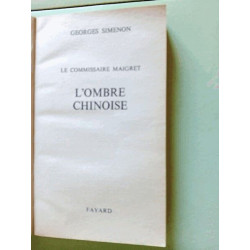 GEORGES SIMENON
LE COMMISSAIRE MAIGRET
L'OMBRE
CHINOISE
FAYARD